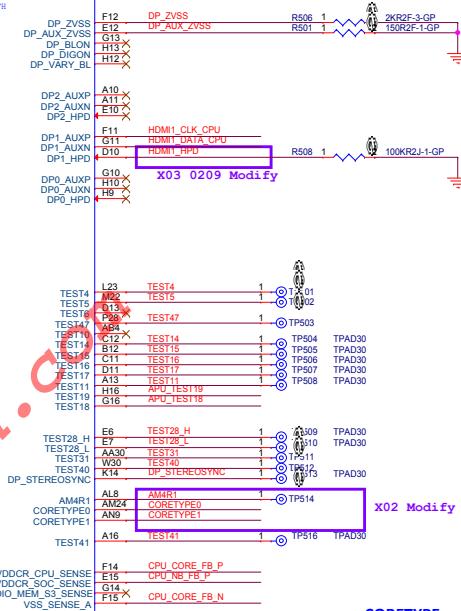 DP_ZVSS F12 DP_ZVSS R506 1 2KR2F-3-GP
DP_AUX_ZVSS E12 DP_AUX_ZVSS R501 1 150R2F-1-GP
DP_BLON G13
DP_DIGON H13
DP_VARY_BL H12
DP2_AUXP A10
DP2_AUXN A11
DP2_HPD E10
DP1_AUXP F11 HDMI1_CLK_CPU
DP1_AUXN G11 HDMI1_DATA_CPU
DP1_HPD D10 HDMI1_HPD R508 1 100KR2J-1-GP
X03 0209 Modify
DP0_AUXP G10
DP0_AUXN H10
DP0_HPD H9
TEST4 L23 TEST4 1
TEST5 M22 TEST5 1
TEST6 D13
TEST47 P28 TEST47 1 TP503
TEST10 AB4
TEST14 C12 TEST14 1 TP504 TPAD30
TEST15 B12 TEST15 1 TP505 TPAD30
TEST16 C11 TEST16 1 TP506 TPAD30
TEST17 D11 TEST17 1 TP507 TPAD30
TEST11 A13 TEST11 1 TP508 TPAD30
TEST19 H16 APU_TEST19
TEST18 G16 APU_TEST18
TEST28_H E6 TEST28_H 1 TPAD30
TEST28_L E7 TEST28_L 1 TPAD30
TEST31 AA30 TEST31 1
TEST40 W30 TEST40 1
DP_STEREOSYNC K14 DP_STEREOSYNC 1 TPAD30
AM4R1 AL8 AM4R1 1 TP514
CORETYPE0 AM24 CORETYPE0
CORETYPE1 AN9 CORETYPE1
X02 Modify
TEST41 A16 TEST41 1 TP516 TPAD30
VDDCR_CPU_SENSE F14 CPU_CORE_FB_P
VDDCR_SOC_SENSE E15 CPU_NB_FB_P
DIO_MEM_S3_SENSE G14
VSS_SENSE_A F15 CPU_CORE_FB_N
CORETYPE